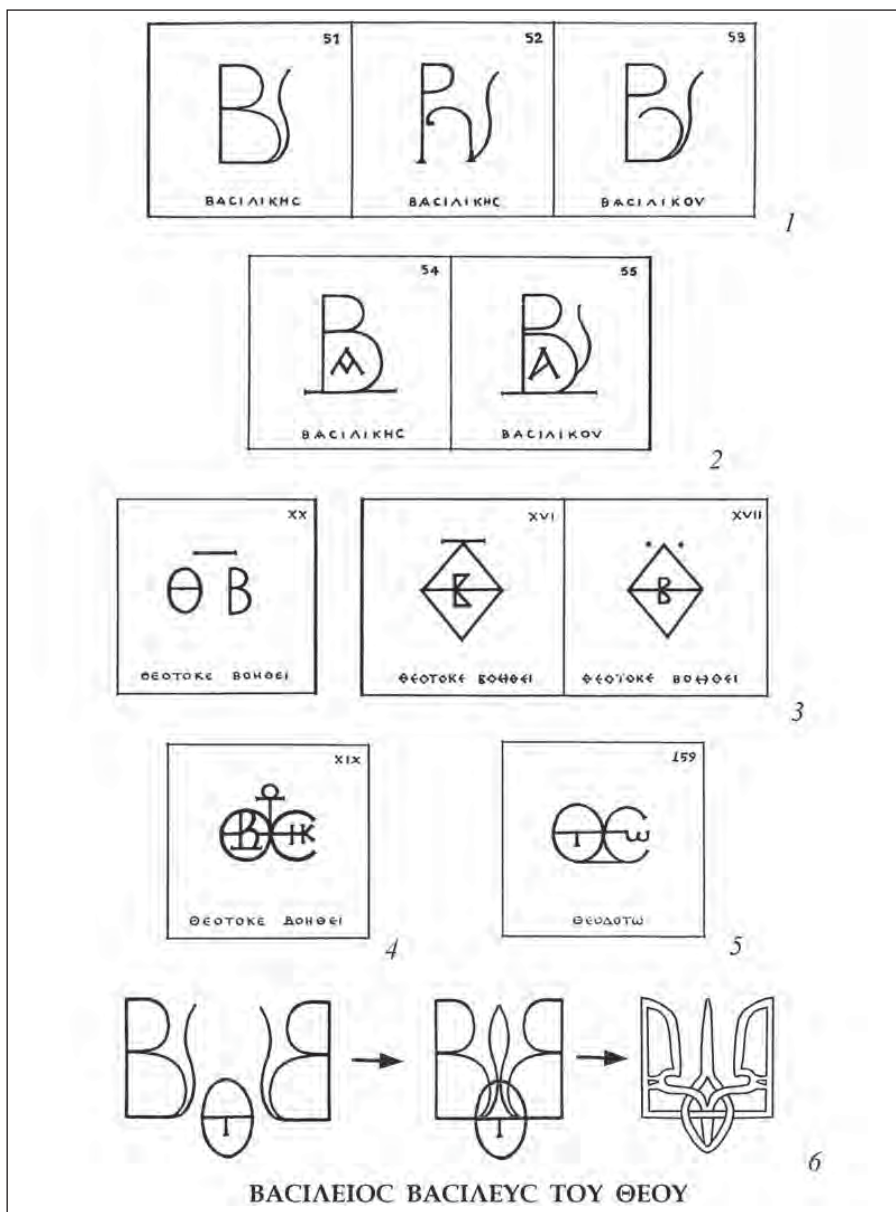 51 52 53
ΒΑCΙΛΙΚΗC ΒΑCΙΛΙΚΗC ΒΑCΙΛΙΚΟV
1
54 55
ΒΑCΙΛΙΚΗC ΒΑCΙΛΙΚΟV
2
XX XVI XVII
ΘΕΟΤΟΚΕ ΒΟΗΘΕΙ ΘΕΟΤΟΚΕ ΒΟΗΘΕΙ ΘΕΟΤΟΚΕ ΒΟΗΘΕΙ
3
XIX 159
ΘΕΟΤΟΚΕ ΒΟΗΘΕΙ ΘΕΥΔΟΤω
4 5
6
ΒΑCΙΛΕΙΟC ΒΑCΙΛΕΥC ΤΟΥ ΘΕΟΥ